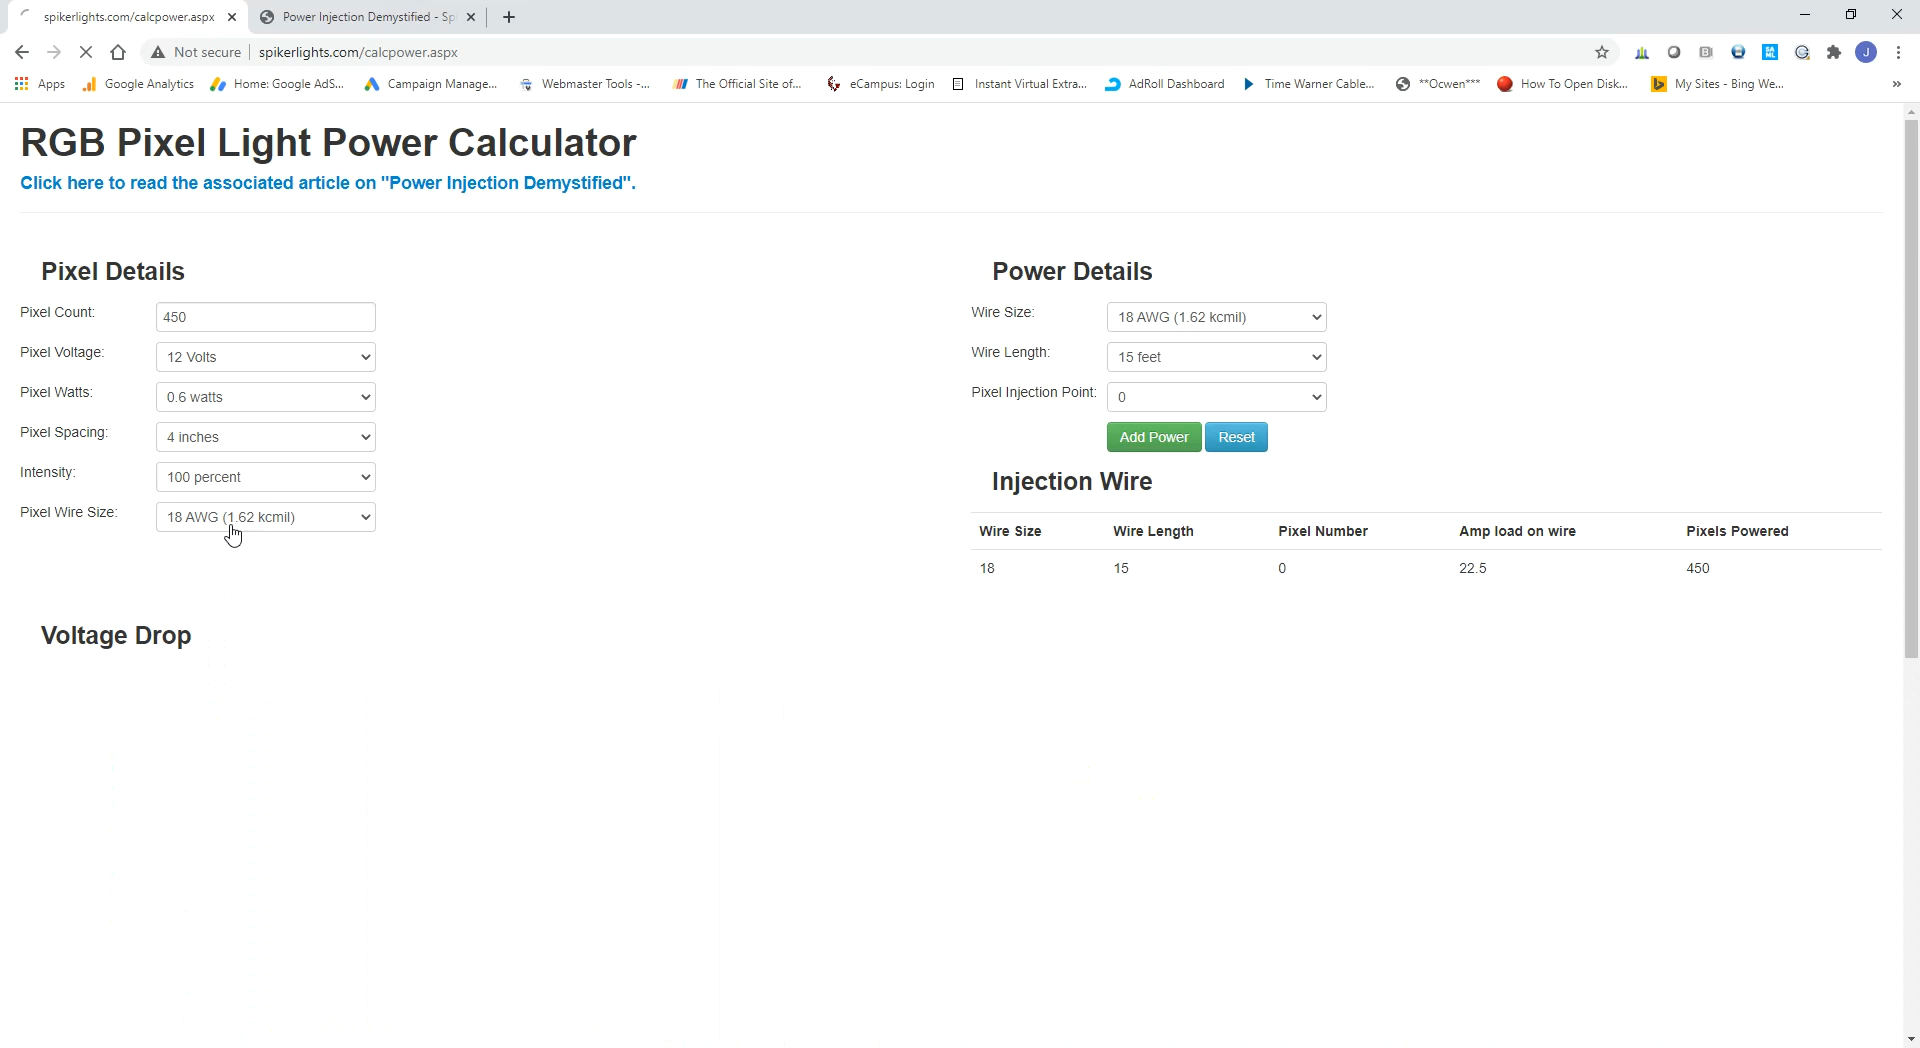 spikerlights.com/calcpower.aspx
Power Injection Demystified - Sp
Not secure
spikerlights.com/calcpower.aspx
J
Apps
Google Analytics
Home: Google AdS...
Campaign Manage...
Webmaster Tools -...
The Official Site of...
eCampus: Login
Instant Virtual Extra...
AdRoll Dashboard
Time Warner Cable...
**Ocwen***
How To Open Disk...
My Sites - Bing We...
»
RGB Pixel Light Power Calculator
Click here to read the associated article on "Power Injection Demystified".
Pixel Details
Pixel Count: 450
Pixel Voltage: 12 Volts
Pixel Watts: 0.6 watts
Pixel Spacing: 4 inches
Intensity: 100 percent
Pixel Wire Size: 18 AWG (1.62 kcmil)
Power Details
Wire Size: 18 AWG (1.62 kcmil)
Wire Length: 15 feet
Pixel Injection Point: 0
Add Power Reset
Injection Wire
Wire Size Wire Length Pixel Number Amp load on wire Pixels Powered
18 15 0 22.5 450
Voltage Drop